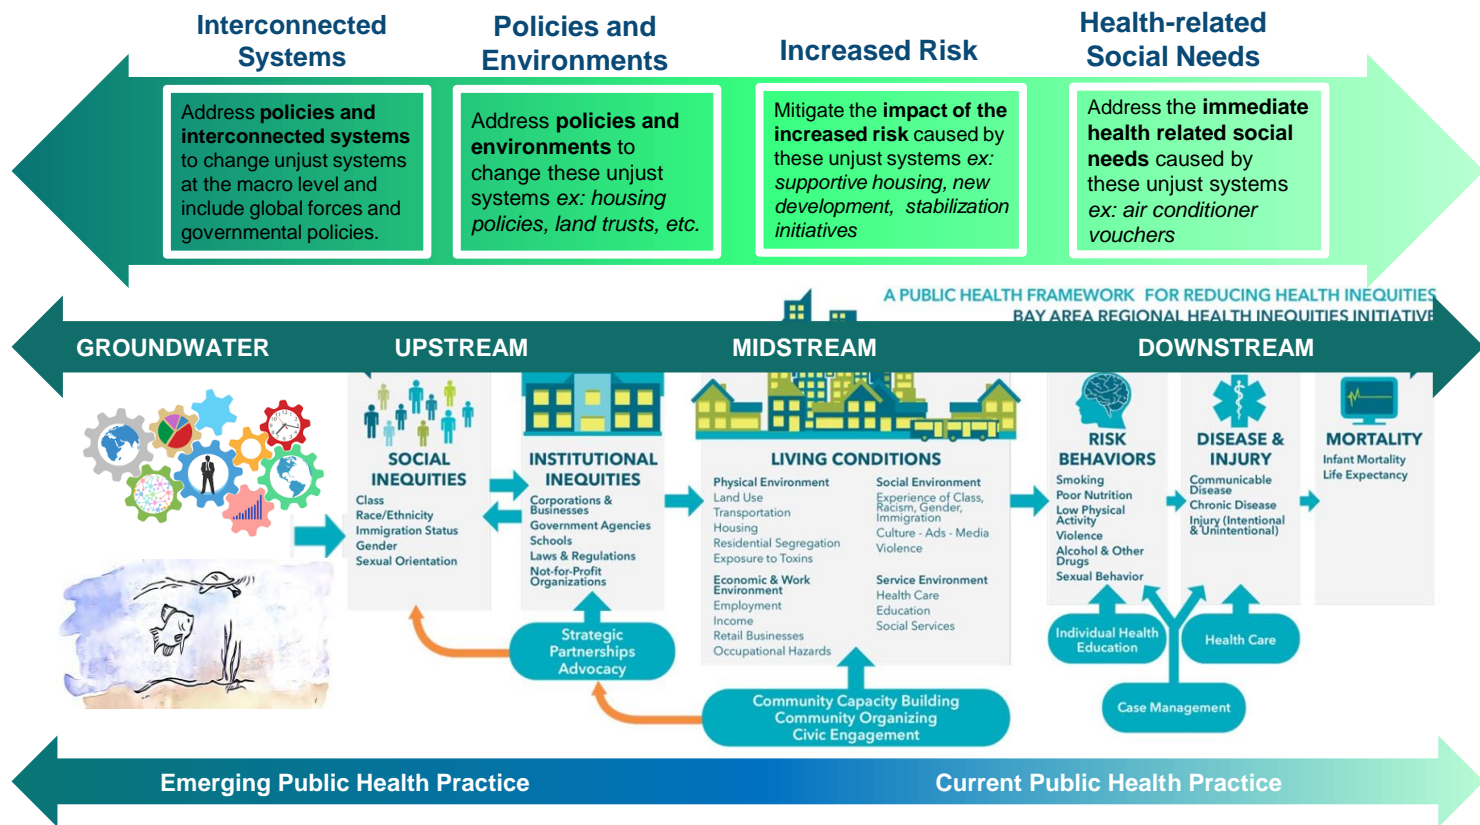 Interconnected
Systems
Policies and
Environments
Increased Risk
Health-related
Social Needs
Address policies and
interconnected systems
to change unjust systems
at the macro level and
include global forces and
governmental policies.
Address policies and
environments to
change these unjust
systems ex: housing
policies, land trusts, etc.
Mitigate the impact of the
increased risk caused by
these unjust systems ex:
supportive housing, new
development, stabilization
initiatives
Address the immediate
health related social
needs caused by
these unjust systems
ex: air conditioner
vouchers
A PUBLIC HEALTH FRAMEWORK FOR REDUCING HEALTH INEQUITIES
BAY AREA REGIONAL HEALTH INEQUITIES INITIATIVE
GROUNDWATER
UPSTREAM
MIDSTREAM
DOWNSTREAM
SOCIAL
INEQUITIES
Class
Race/Ethnicity
Immigration Status
Gender
Sexual Orientation
INSTITUTIONAL
INEQUITIES
Corporations &
Businesses
Government Agencies
Schools
Laws & Regulations
Not-for-Profit
Organizations
LIVING CONDITIONS
Physical Environment
Land Use
Transportation
Housing
Residential Segregation
Exposure to Toxins
Economic & Work
Environment
Employment
Income
Retail Businesses
Occupational Hazards
Social Environment
Experience of Class,
Racism, Gender,
Immigration
Culture - Ads - Media
Violence
Service Environment
Health Care
Education
Social Services
RISK
BEHAVIORS
Smoking
Poor Nutrition
Low Physical
Activity
Violence
Alcohol & Other
Drugs
Sexual Behavior
DISEASE &
INJURY
Communicable
Disease
Chronic Disease
Injury (Intentional
& Unintentional)
MORTALITY
Infant Mortality
Life Expectancy
Strategic
Partnerships
Advocacy
Community Capacity Building
Community Organizing
Civic Engagement
Individual Health
Education
Health Care
Case Management
Emerging Public Health Practice
Current Public Health Practice